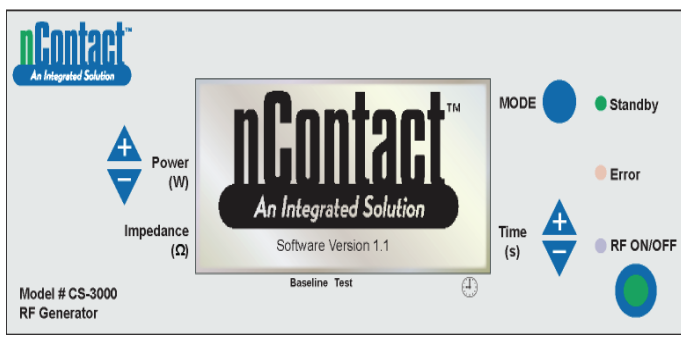 nContact™
An Integrated Solution
nContact™
An Integrated Solution
Software Version 1.1
+
−
Power
(W)
Impedance
(Ω)
Baseline Test
MODE
Standby
Error
Time
(s)
+
−
RF ON/OFF
Model # CS-3000
RF Generator